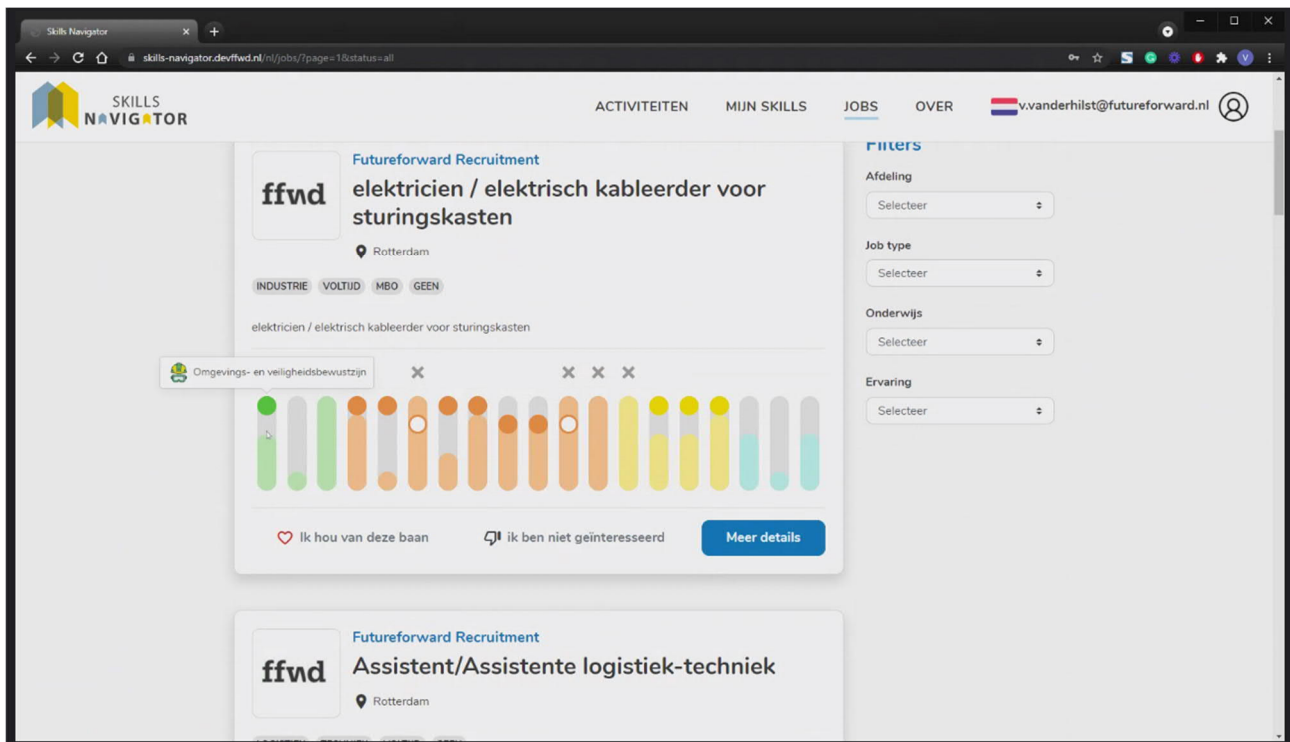 Skills Navigator
skills-navigator.devffwd.nl/nl/jobs/?page=1&status=all
SKILLS
NAVIGATOR
ACTIVITEITEN
MIJN SKILLS
JOBS
OVER
v.vanderhilst@futureforward.nl
Futureforward Recruitment
ffwd
elektricien / elektrisch kableerder voor
sturingskasten
Rotterdam
INDUSTRIE VOLTIJD MBO GEEN
elektricien / elektrisch kableerder voor sturingskasten
Omgevings- en veiligheidsbewustzijn
Ik hou van deze baan
ik ben niet geïnteresseerd
Meer details
Filters
Afdeling
Selecteer
Job type
Selecteer
Onderwijs
Selecteer
Ervaring
Selecteer
Futureforward Recruitment
ffwd
Assistent/Assistente logistiek-techniek
Rotterdam